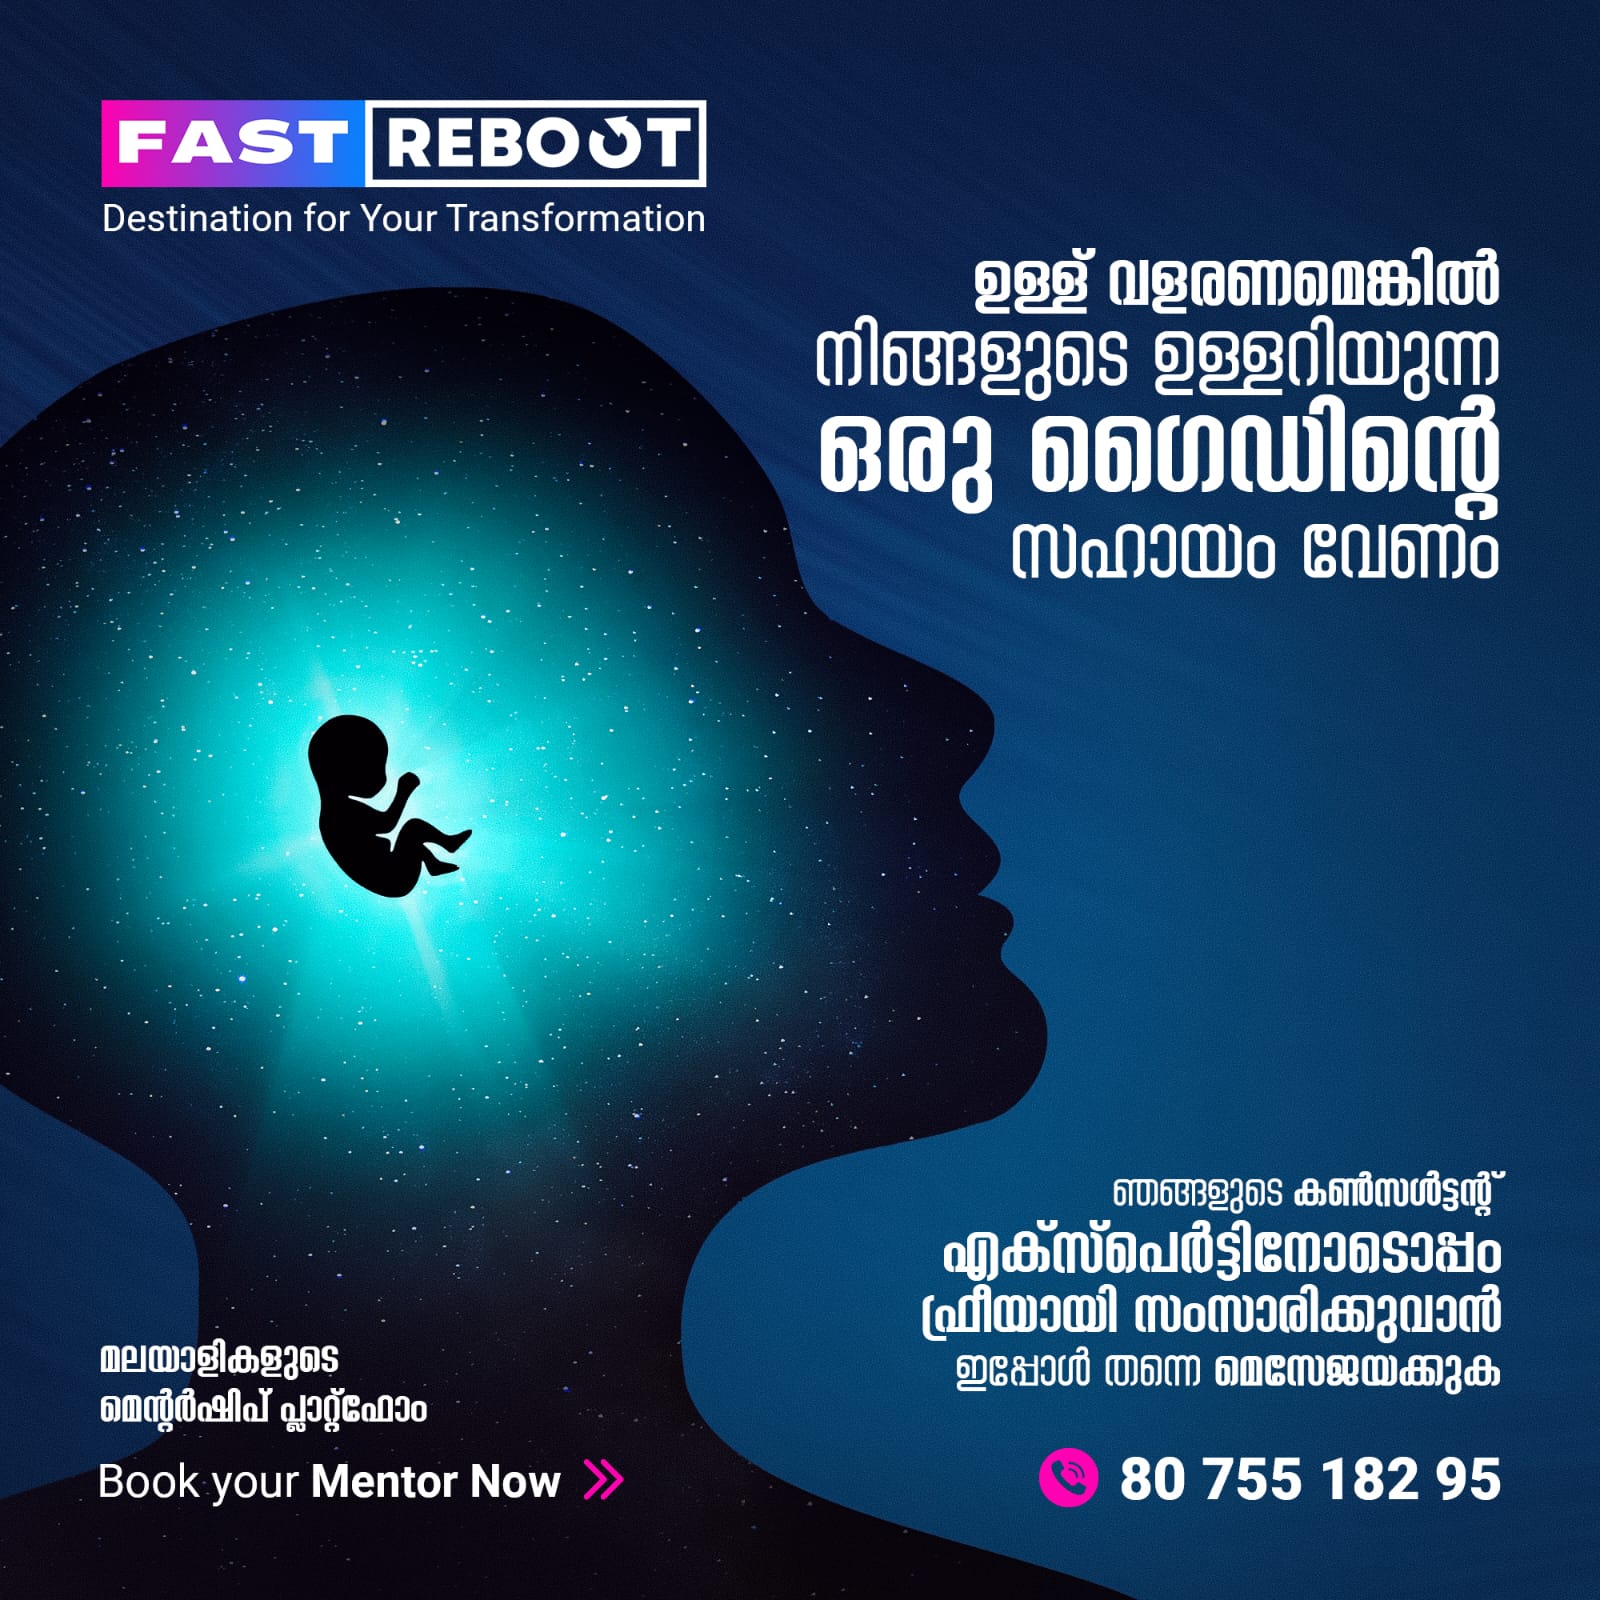 FAST REBOOT
Destination for Your Transformation
ഉള്ള് വളരണമെങ്കിൽ
നിങ്ങളുടെ ഉള്ളറിയുന്ന
ഒരു ഗൈഡിന്റെ
സഹായം വേണം
ഞങ്ങളുടെ കൺസൾട്ടന്റ്
എക്സ്പെർട്ടിനോടൊപ്പം
ഫ്രീയായി സംസാരിക്കുവാൻ
ഇപ്പോൾ തന്നെ മെസേജയക്കുക
80 755 182 95
മലയാളികളുടെ
മെന്റർഷിപ് പ്ലാറ്റ്ഫോം
Book your Mentor Now